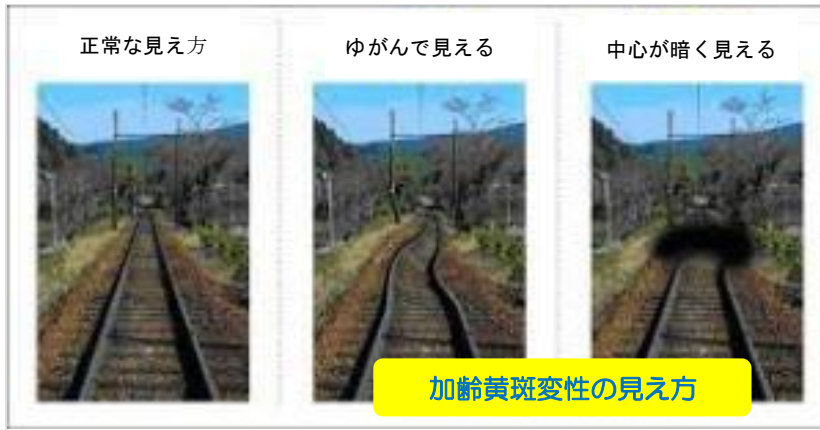 正常な見え方
ゆがんで見える
中心が暗く見える
加齢黄斑変性の見え方